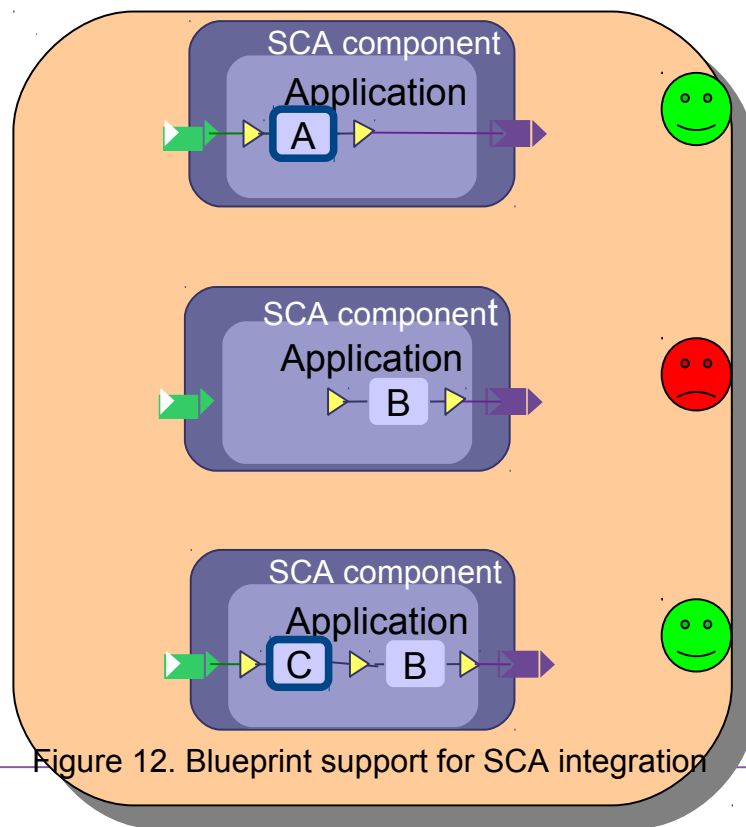 SCA component
Application
A
SCA component
Application
B
SCA component
Application
C
B
Figure 12. Blueprint support for SCA integration